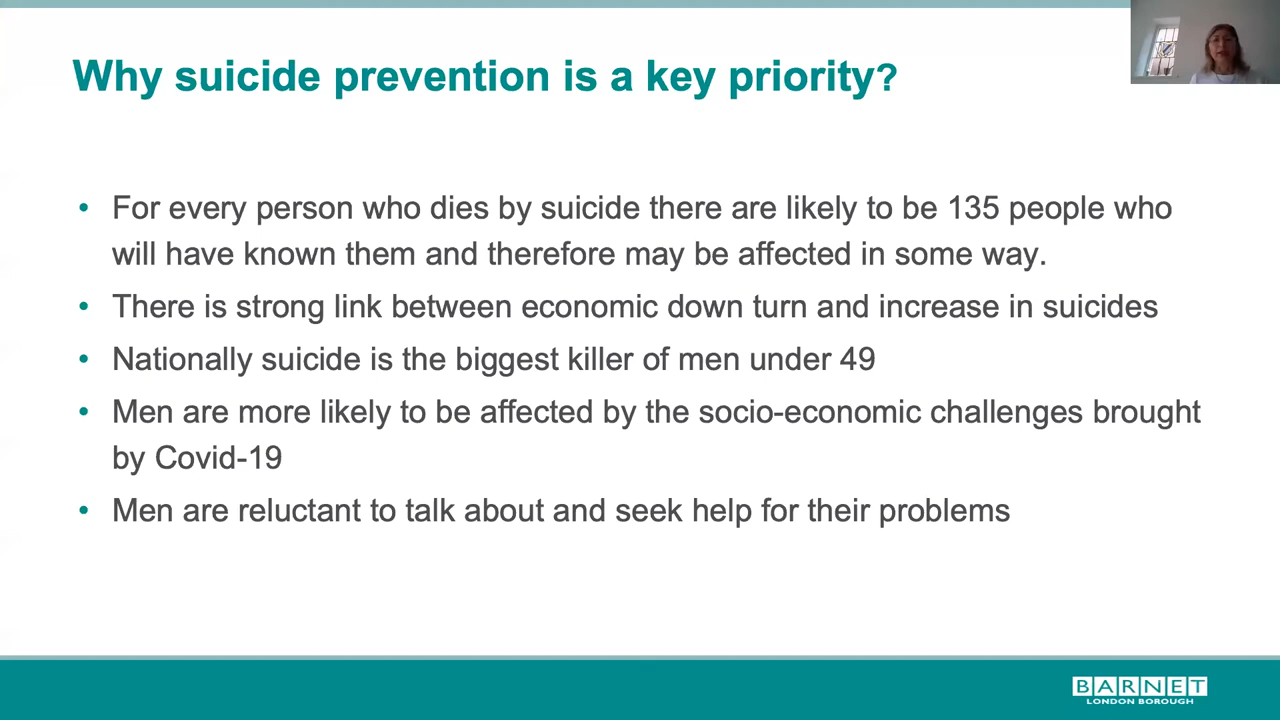 Why suicide prevention is a key priority?
• For every person who dies by suicide there are likely to be 135 people who
will have known them and therefore may be affected in some way.
• There is strong link between economic down turn and increase in suicides
• Nationally suicide is the biggest killer of men under 49
• Men are more likely to be affected by the socio-economic challenges brought
by Covid-19
• Men are reluctant to talk about and seek help for their problems
BARNET
LONDON BOROUGH